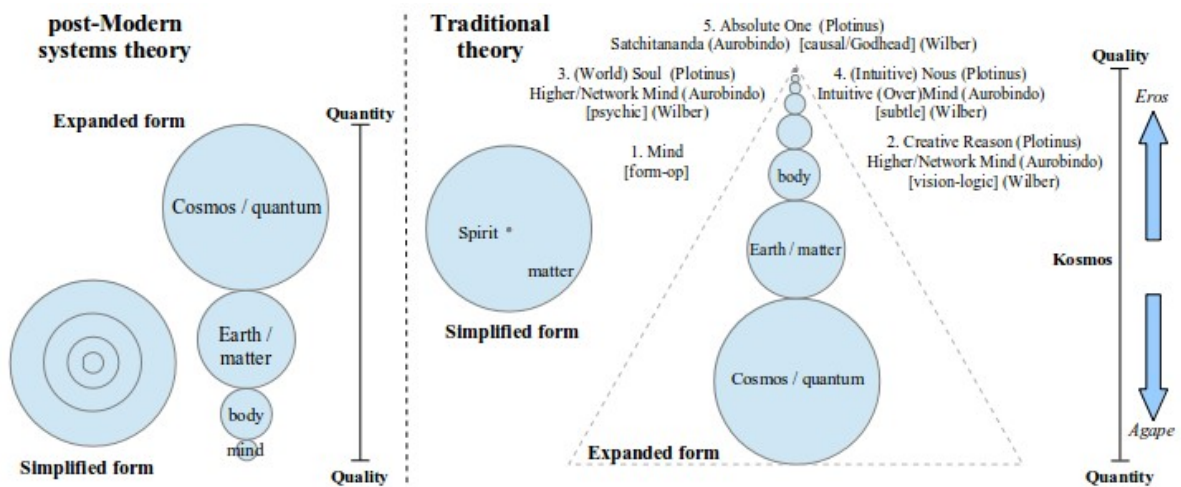 post-Modern
systems theory
Expanded form
Quantity
Cosmos / quantum
Earth /
matter
body
mind
Simplified form
Quality
Traditional
theory
5. Absolute One (Plotinus)
Satchitananda (Aurobindo) [causal/Godhead] (Wilber)
3. (World) Soul (Plotinus)
Higher/Network Mind (Aurobindo)
[psychic] (Wilber)
4. (Intuitive) Nous (Plotinus)
Intuitive (Over)Mind (Aurobindo)
[subtle] (Wilber)
1. Mind
[form-op]
2. Creative Reason (Plotinus)
Higher/Network Mind (Aurobindo)
[vision-logic] (Wilber)
Spirit
matter
Simplified form
body
Earth / matter
Cosmos / quantum
Expanded form
Quality
Eros
Kosmos
Agape
Quantity